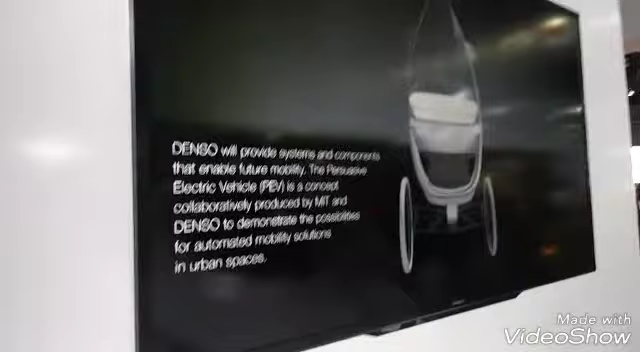 DENSO will provide systems and components
that enable future mobility. The Persuasive
Electric Vehicle (PEV) is a concept
collaboratively produced by MIT and
DENSO to demonstrate the possibilities
for automated mobility solutions
in urban spaces.
Made with
VideoShow